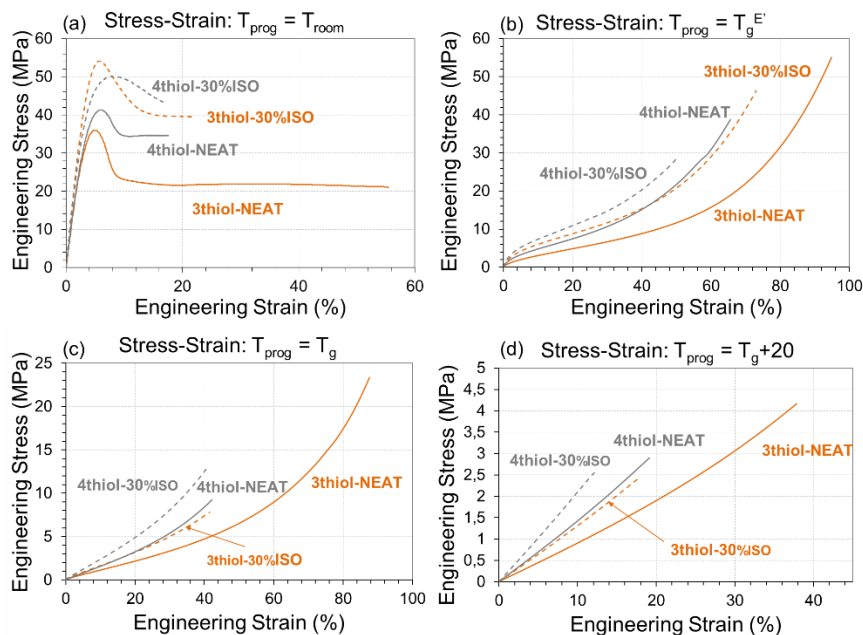 (a) Stress-Strain: Tprog = Troom
Engineering Stress (MPa)
60
50
40
30
20
10
0
4thiol-30%ISO
3thiol-30%ISO
4thiol-NEAT
3thiol-NEAT
0 20 40 60
Engineering Strain (%)
(b) Stress-Strain: Tprog = TgE'
Engineering Stress (MPa)
60
50
40
30
20
10
0
3thiol-30%ISO
4thiol-NEAT
4thiol-30%ISO
3thiol-NEAT
0 20 40 60 80 100
Engineering Strain (%)
(c) Stress-Strain: Tprog = Tg
Engineering Stress (MPa)
25
20
15
10
5
0
4thiol-30%ISO
4thiol-NEAT
3thiol-NEAT
3thiol-30%ISO
0 20 40 60 80 100
Engineering Strain (%)
(d) Stress-Strain: Tprog = Tg+20
Engineering Stress (MPa)
5
4,5
4
3,5
3
2,5
2
1,5
1
0,5
0
4thiol-NEAT
4thiol-30%ISO
3thiol-NEAT
3thiol-30%ISO
0 10 20 30 40
Engineering Strain (%)